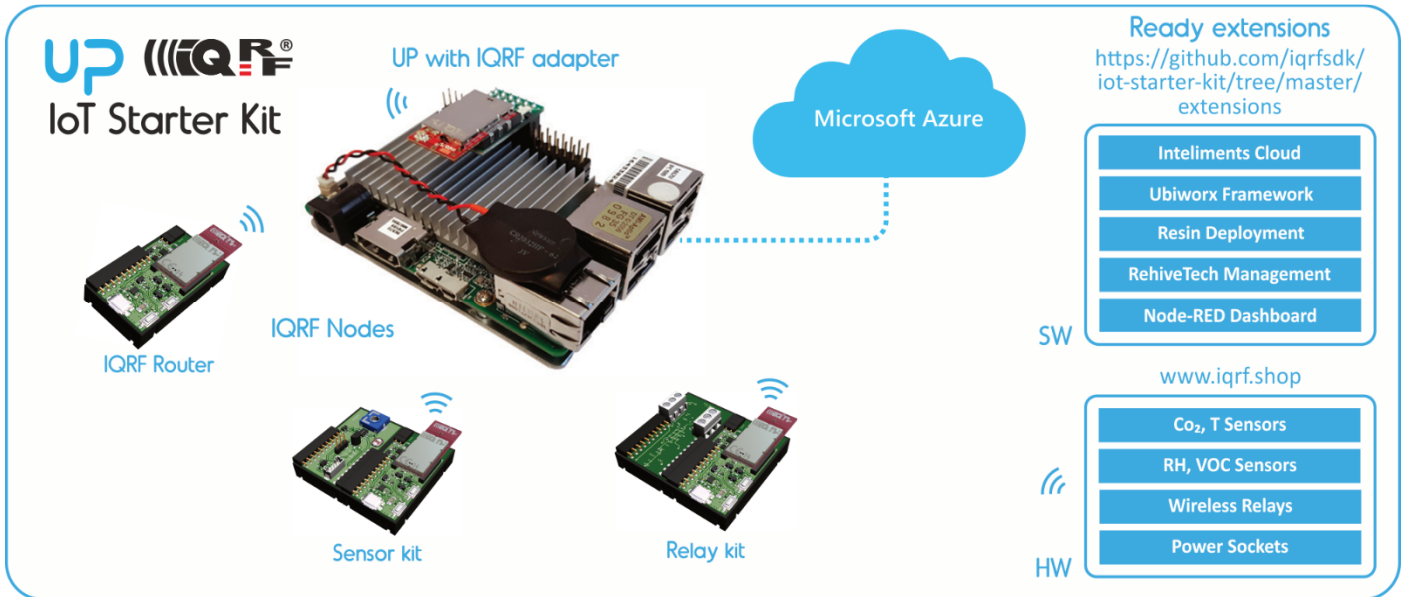 UP IQRF®
IoT Starter Kit
UP with IQRF adapter
Microsoft Azure
IQRF Router
IQRF Nodes
Sensor kit
Relay kit
Ready extensions
https://github.com/iqrfsdk/
iot-starter-kit/tree/master/
extensions
SW
Inteliments Cloud
Ubiworx Framework
Resin Deployment
RehiveTech Management
Node-RED Dashboard
www.iqrf.shop
HW
Co₂, T Sensors
RH, VOC Sensors
Wireless Relays
Power Sockets